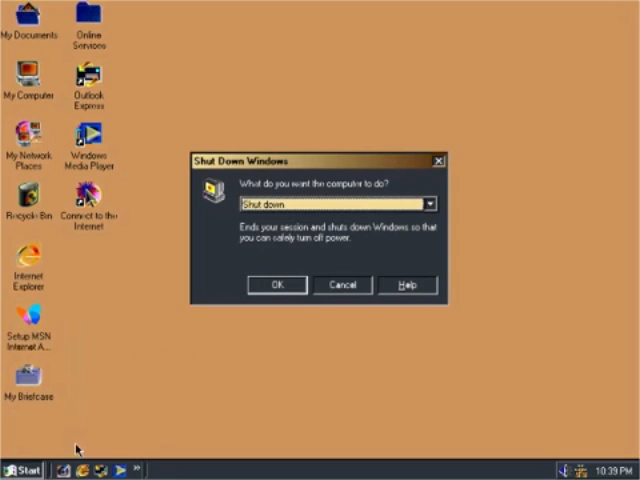 My Documents
Online
Services
My Computer
Outlook
Express
My Network
Places
Windows
Media Player
Recycle Bin
Connect to the
Internet
Internet
Explorer
Setup MSN
Internet A...
My Briefcase
Shut Down Windows
What do you want the computer to do?
Shut down
Ends your session and shuts down Windows so that
you can safely turn off power.
OK
Cancel
Help
Start
10:39 PM